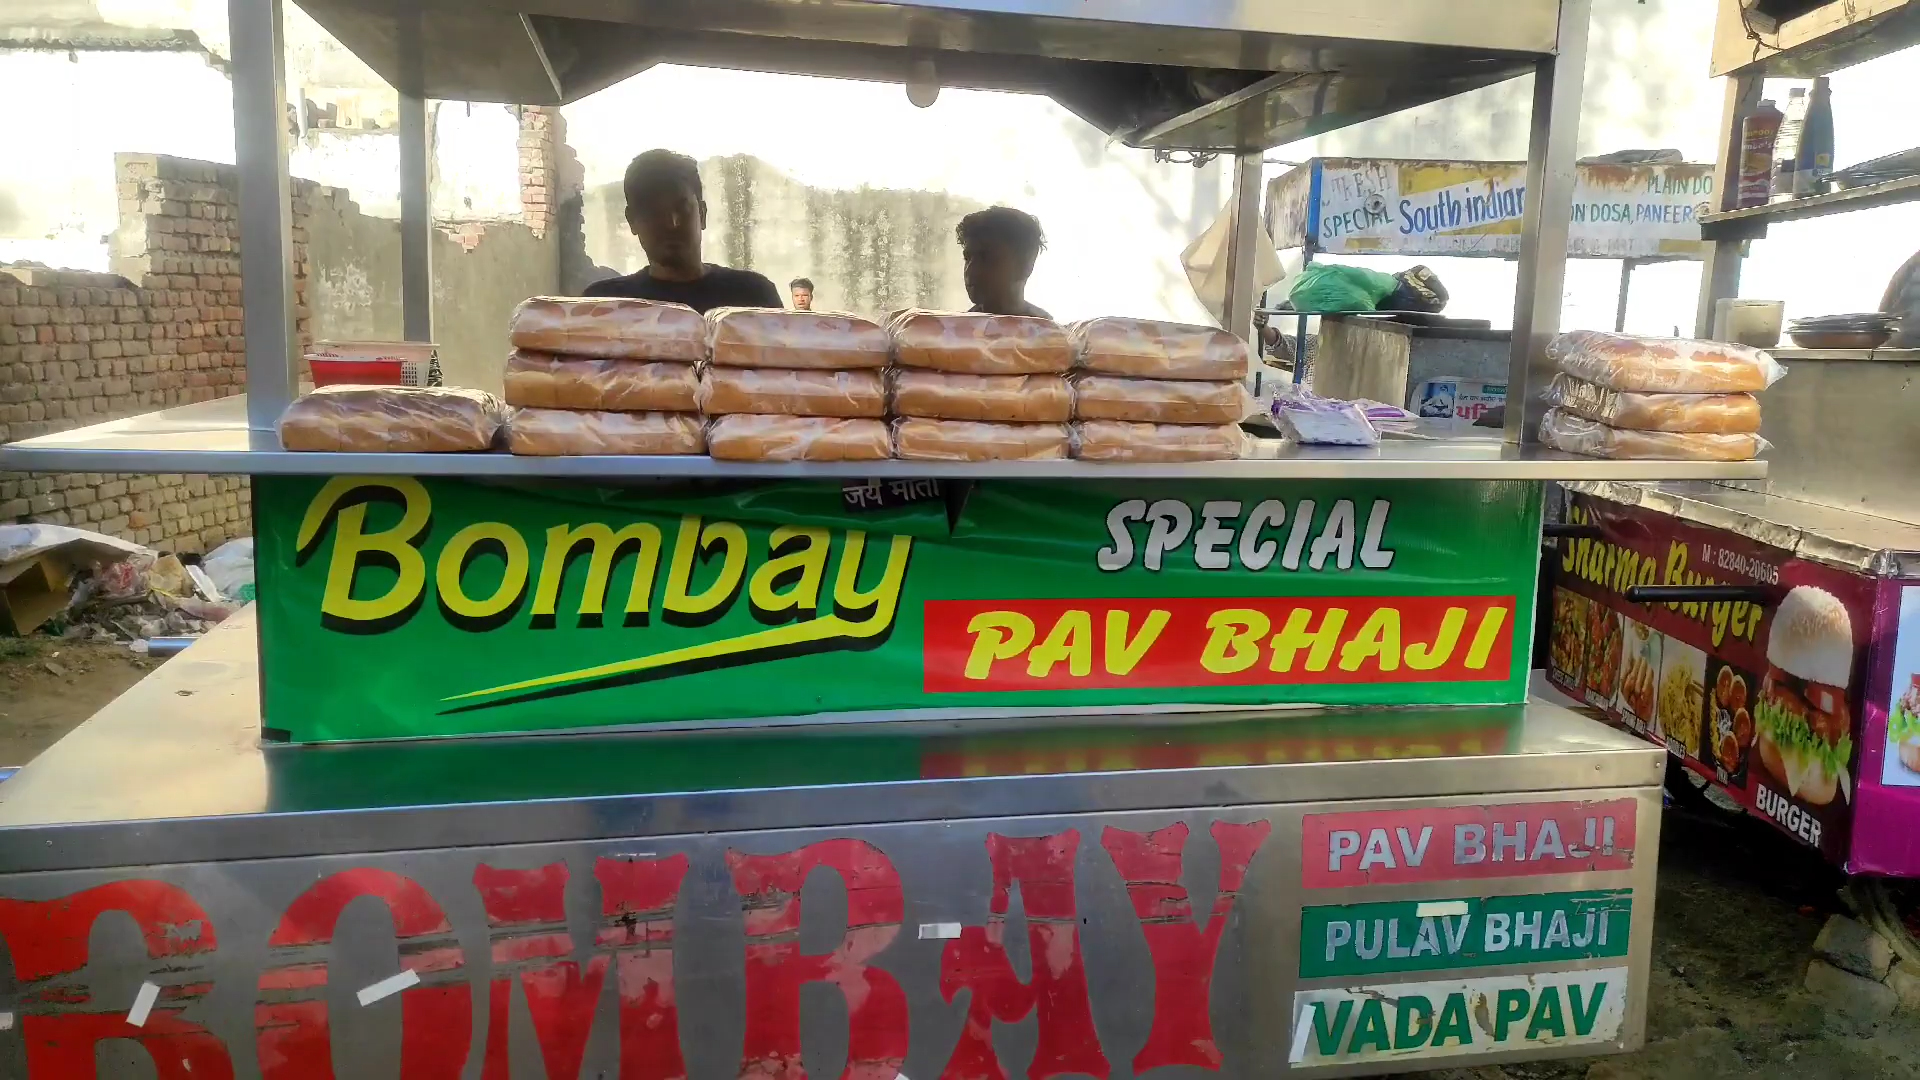 SPECIAL South indian
PLAIN DO
DOSA, PANEER
जय माता
Bombay
SPECIAL
PAV BHAJI
Sharma Burger
M : 82840-20605
BURGER
BOMBAY
PAV BHAJI
PULAV BHAJI
VADA PAV